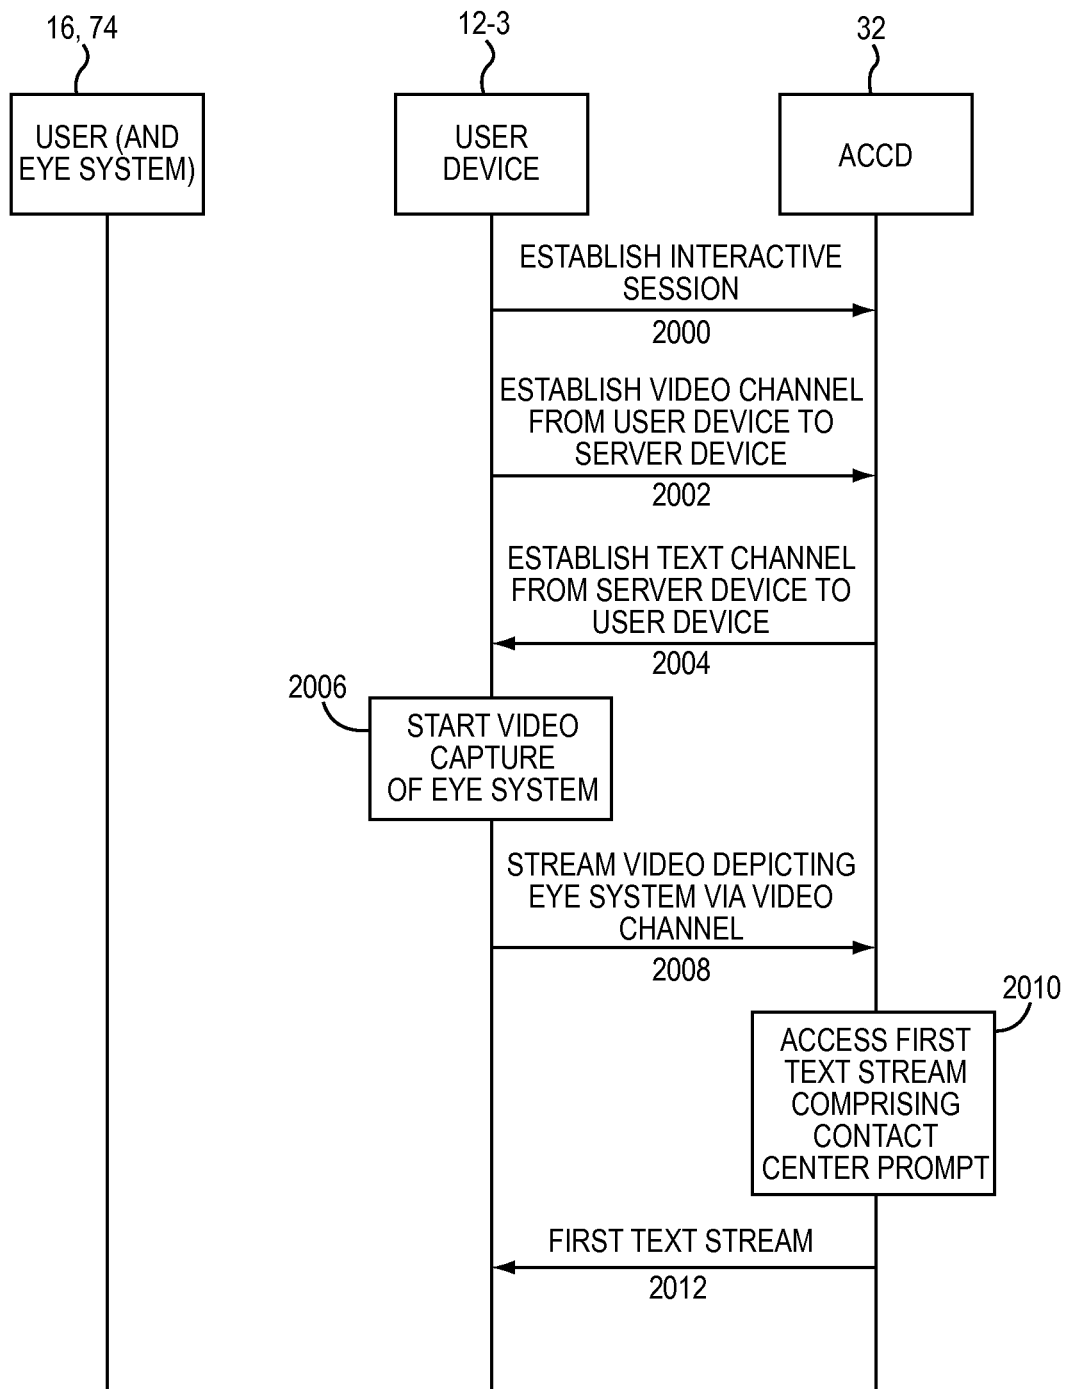 16, 74
12-3
32
USER (AND
EYE SYSTEM)
USER
DEVICE
ACCD
ESTABLISH INTERACTIVE
SESSION
2000
ESTABLISH VIDEO CHANNEL
FROM USER DEVICE TO
SERVER DEVICE
2002
ESTABLISH TEXT CHANNEL
FROM SERVER DEVICE TO
USER DEVICE
2004
2006
START VIDEO
CAPTURE
OF EYE SYSTEM
STREAM VIDEO DEPICTING
EYE SYSTEM VIA VIDEO
CHANNEL
2008
2010
ACCESS FIRST
TEXT STREAM
COMPRISING
CONTACT
CENTER PROMPT
FIRST TEXT STREAM
2012